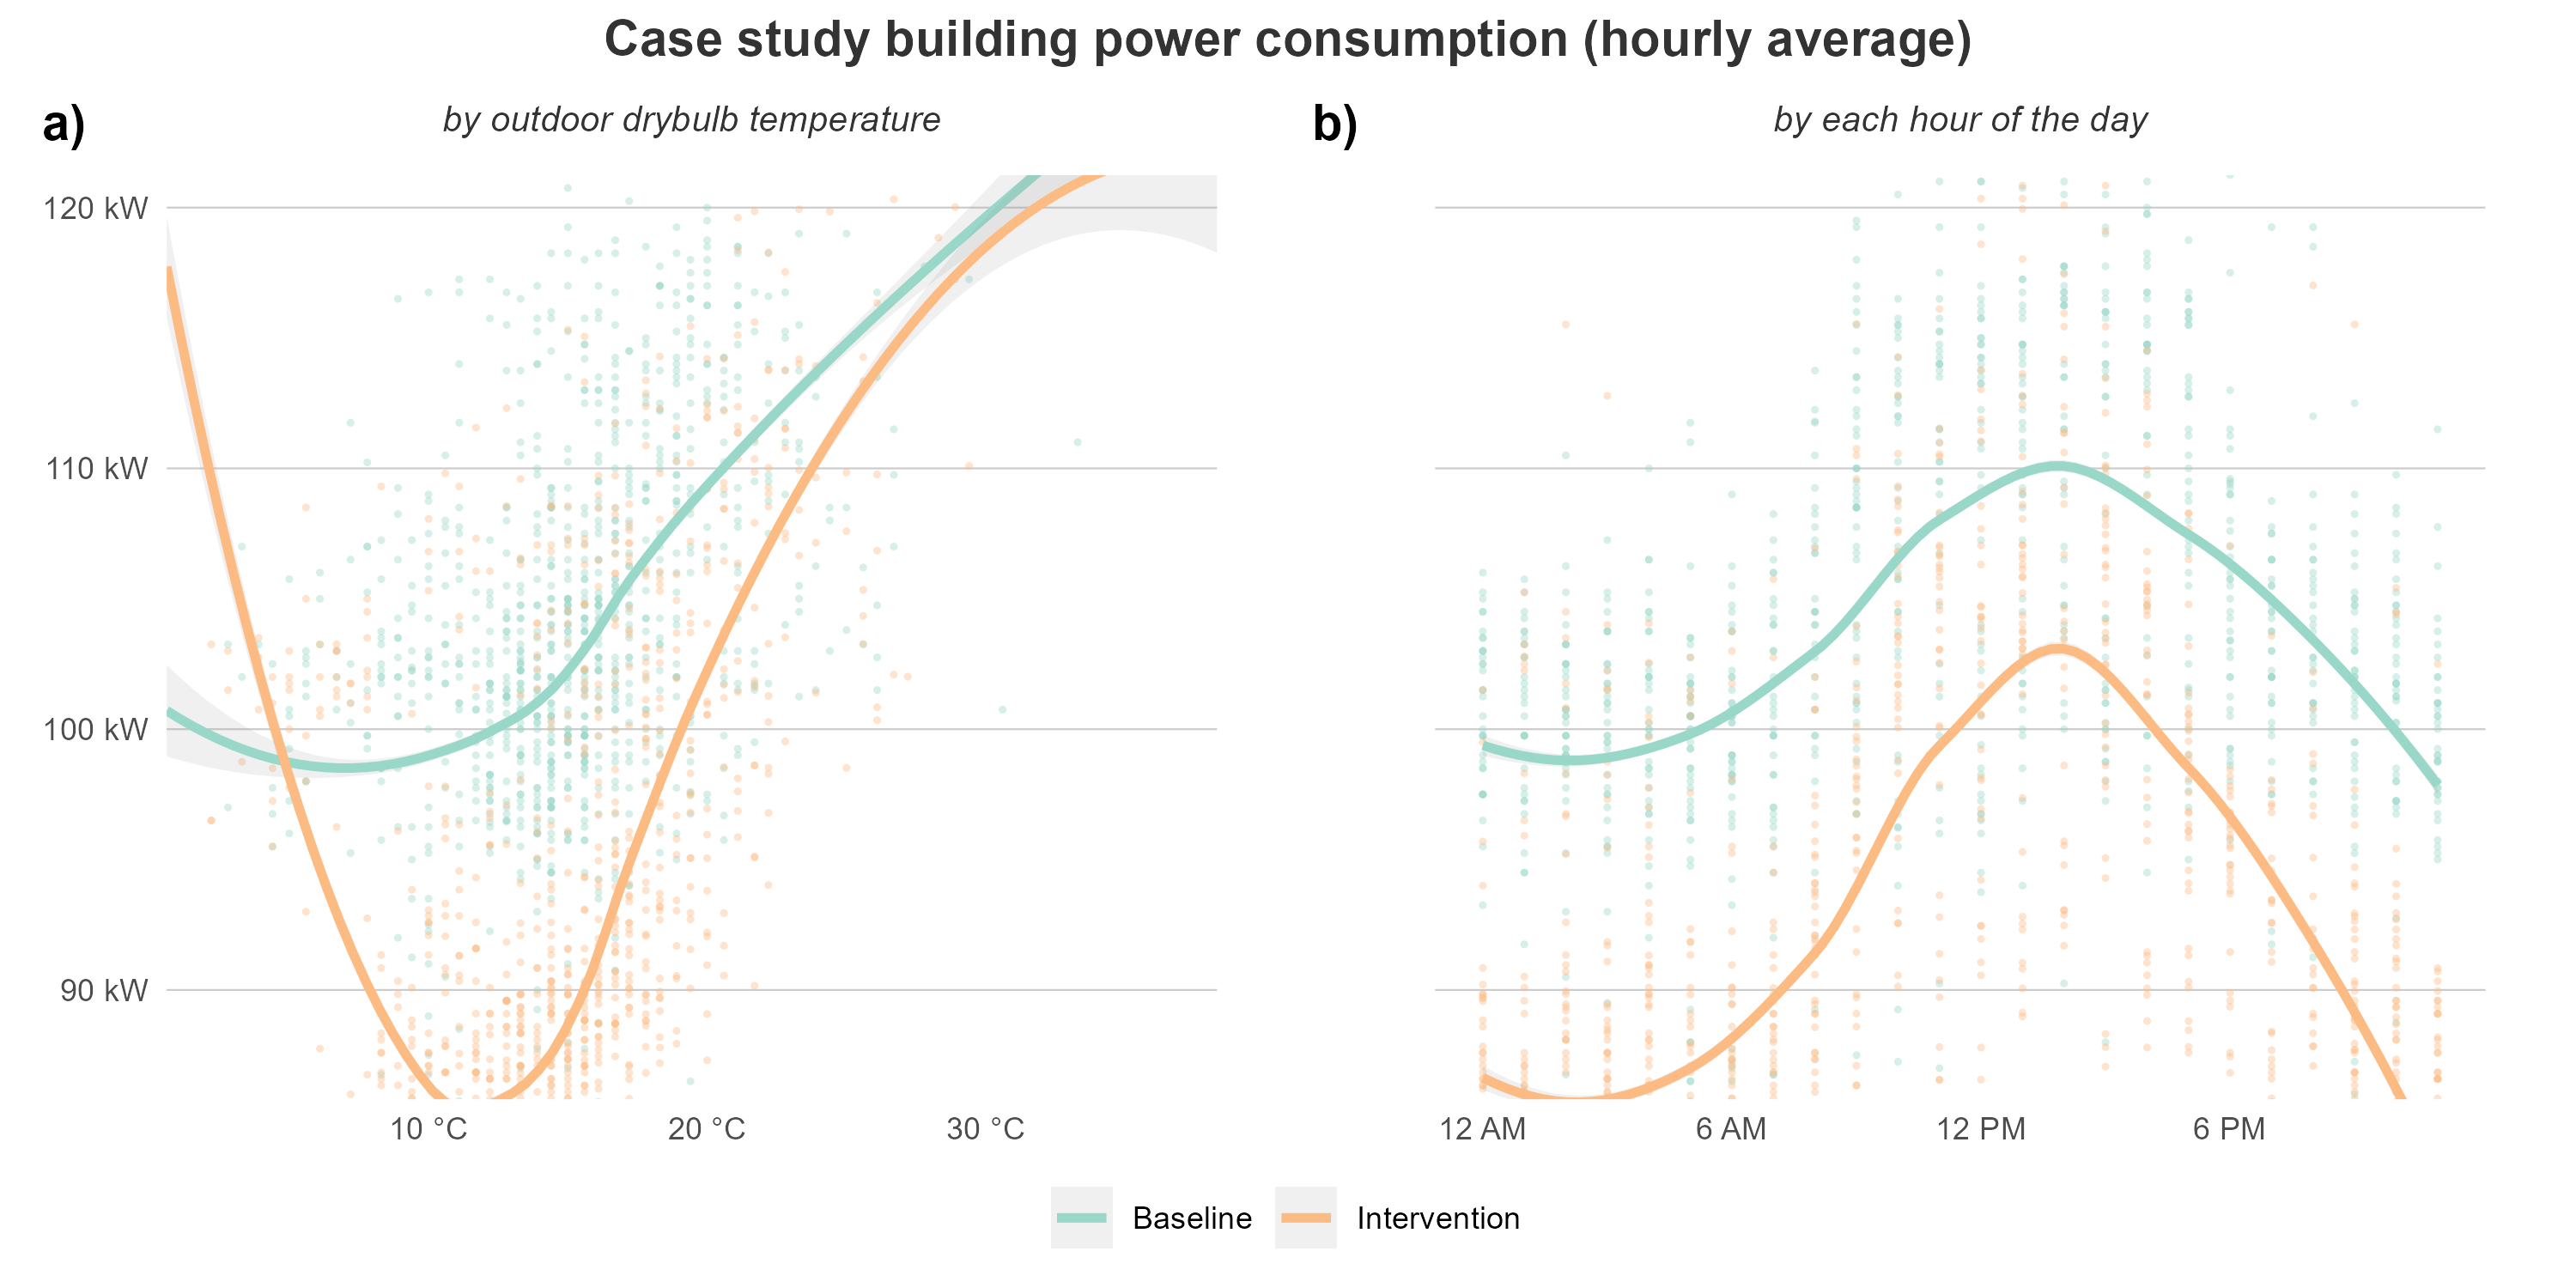 Case study building power consumption (hourly average)
a)
by outdoor drybulb temperature
120 kW
110 kW
100 kW
90 kW
10 °C 20 °C 30 °C
b)
by each hour of the day
12 AM 6 AM 12 PM 6 PM
Baseline Intervention